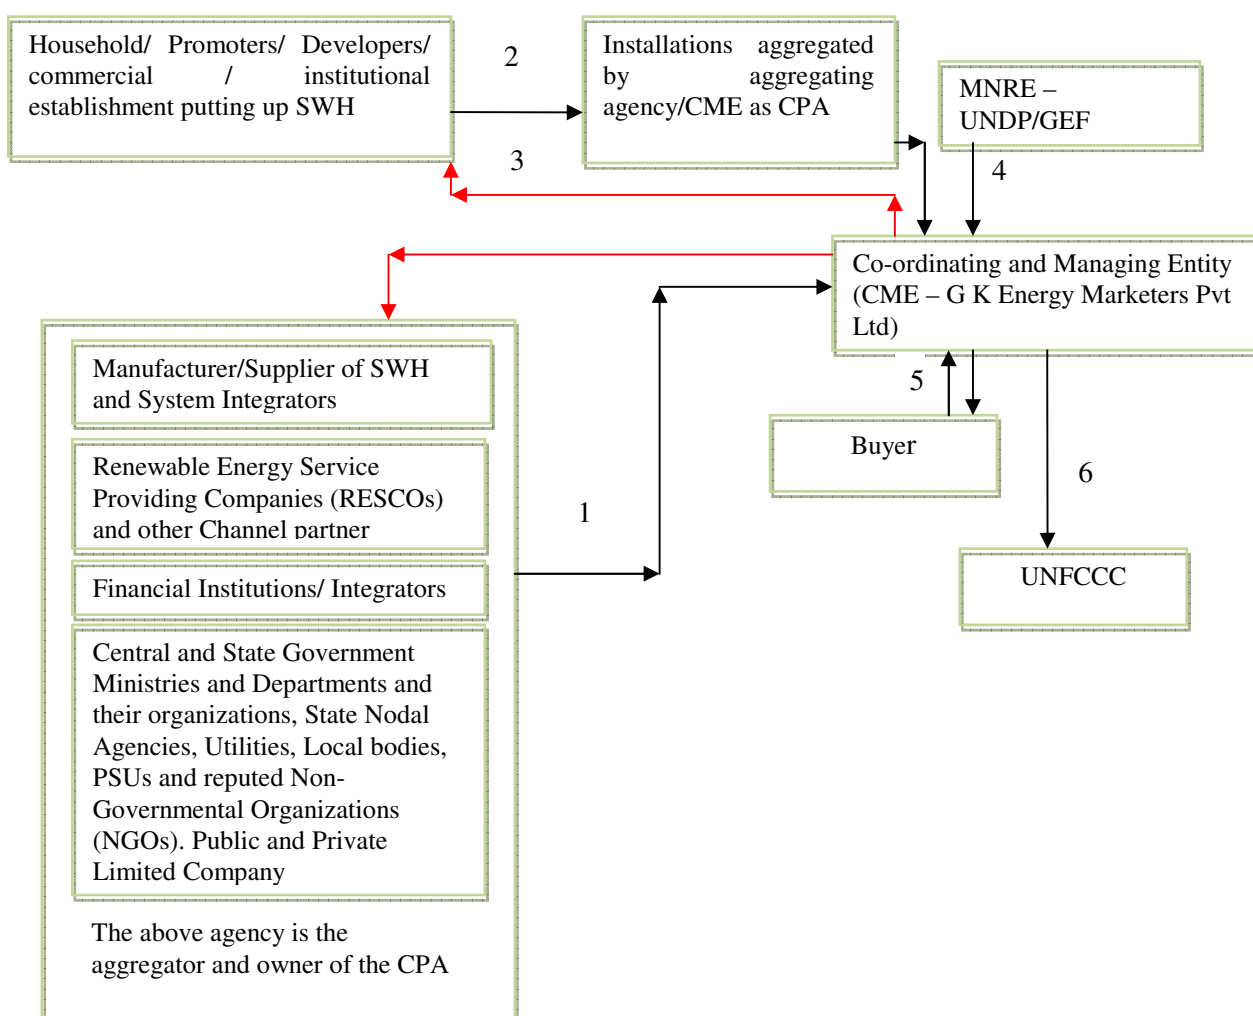 Household/ Promoters/ Developers/
commercial / institutional
establishment putting up SWH
2
Installations aggregated
by aggregating
agency/CME as CPA
MNRE –
UNDP/GEF
3
4
Co-ordinating and Managing Entity
(CME – G K Energy Marketers Pvt
Ltd)
Manufacturer/Supplier of SWH
and System Integrators
Renewable Energy Service
Providing Companies (RESCOs)
and other Channel partner
Financial Institutions/ Integrators
Central and State Government
Ministries and Departments and
their organizations, State Nodal
Agencies, Utilities, Local bodies,
PSUs and reputed Non-
Governmental Organizations
(NGOs). Public and Private
Limited Company
The above agency is the
aggregator and owner of the CPA
1
5
Buyer
6
UNFCCC